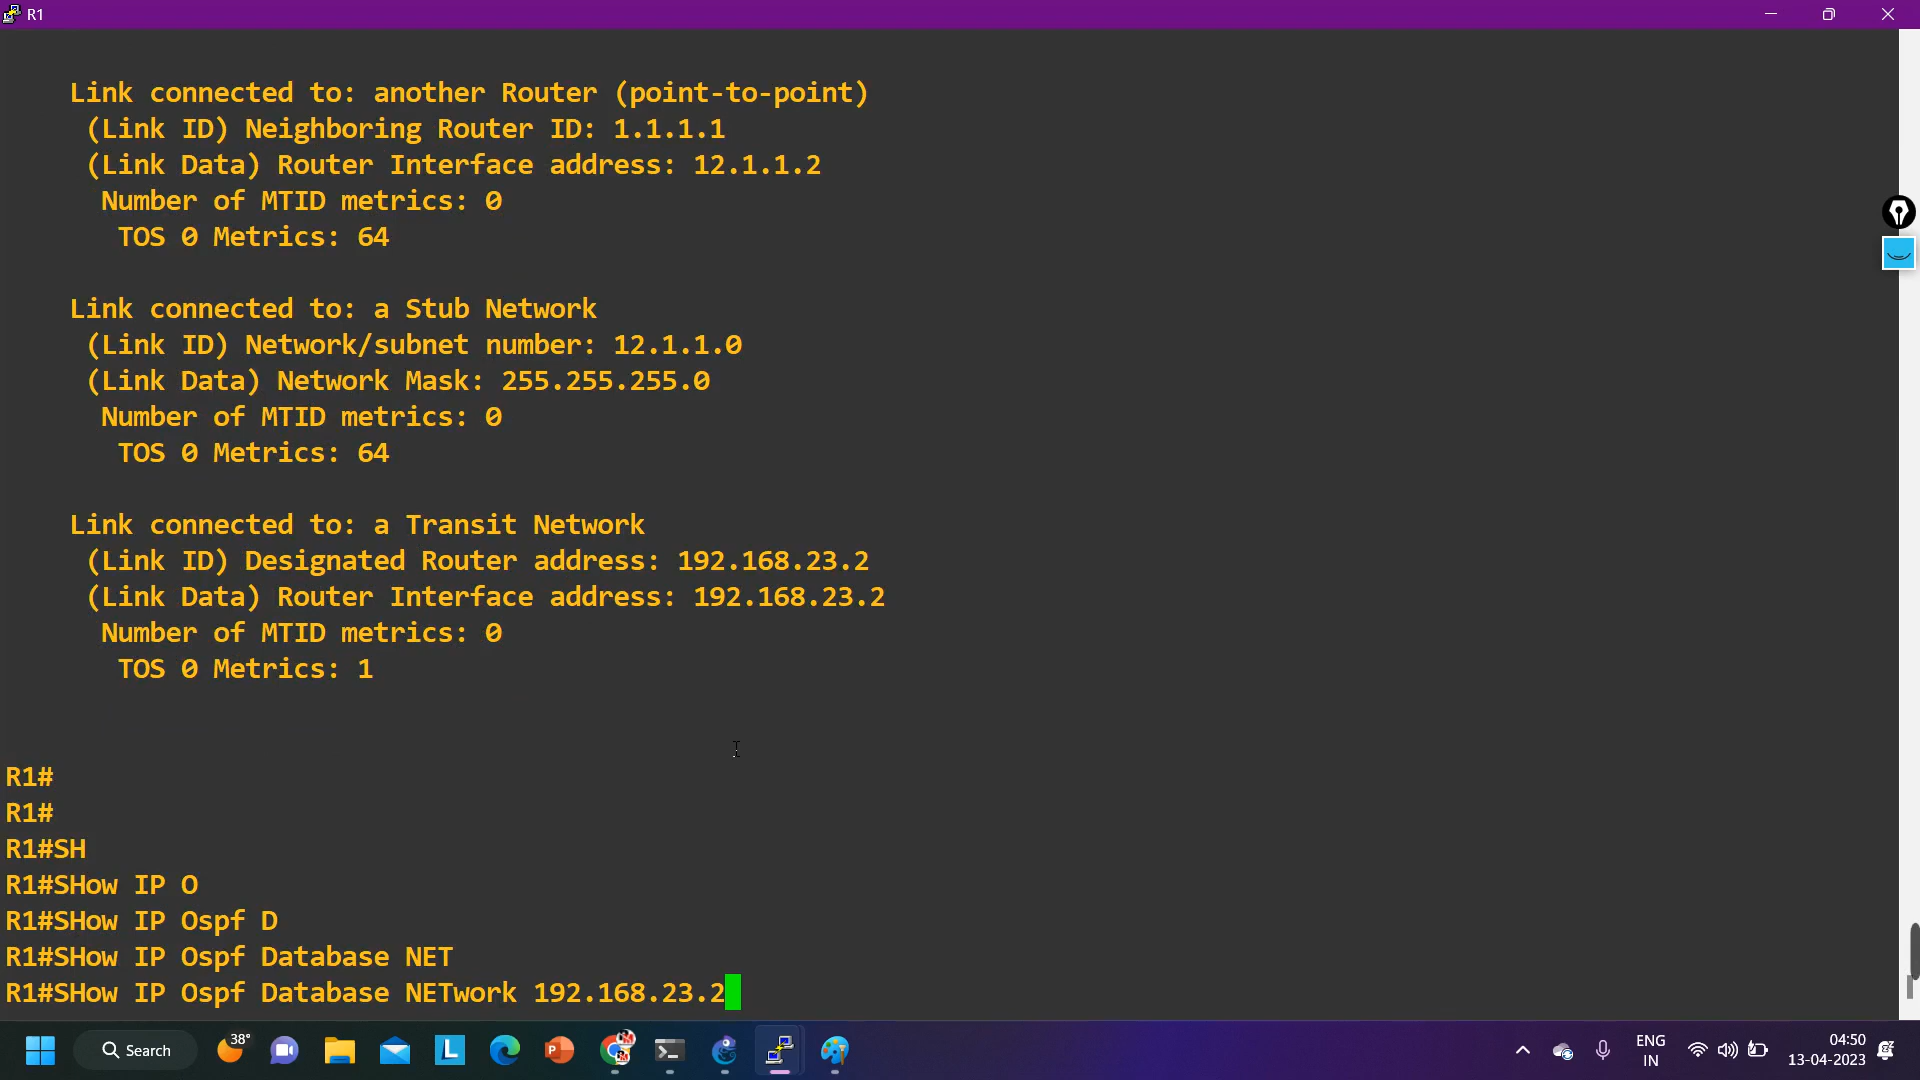 R1
Link connected to: another Router (point-to-point)
(Link ID) Neighboring Router ID: 1.1.1.1
(Link Data) Router Interface address: 12.1.1.2
Number of MTID metrics: 0
TOS 0 Metrics: 64
Link connected to: a Stub Network
(Link ID) Network/subnet number: 12.1.1.0
(Link Data) Network Mask: 255.255.255.0
Number of MTID metrics: 0
TOS 0 Metrics: 64
Link connected to: a Transit Network
(Link ID) Designated Router address: 192.168.23.2
(Link Data) Router Interface address: 192.168.23.2
Number of MTID metrics: 0
TOS 0 Metrics: 1
R1#
R1#
R1#SH
R1#SHow IP O
R1#SHow IP Ospf D
R1#SHow IP Ospf Database NET
R1#SHow IP Ospf Database NETwork 192.168.23.2
Search
38°
L
P
ENG
IN
04:50
13-04-2023